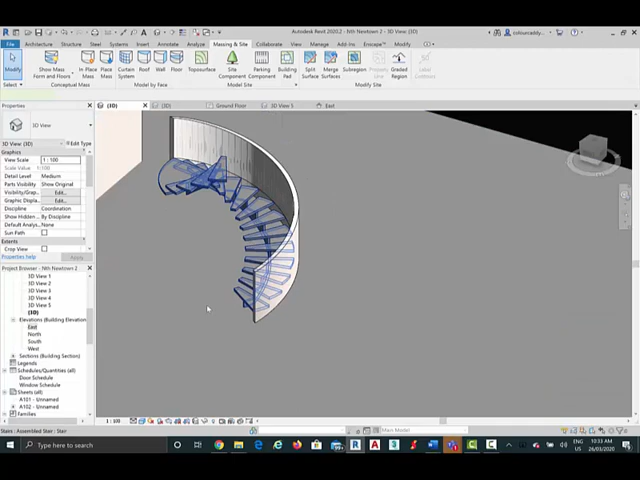 Autodesk Revit 2020.2 - Nth Newtown 2 - 3D View: {3D}
File Architecture Structure Steel Systems Insert Annotate Analyze Massing & Site Collaborate View Manage Add-Ins Enscape™ Modify
Modify
Show Mass Form and Floors
In Place Mass
Place Mass
Curtain System
Roof
Wall
Floor
Toposurface
Site Component
Parking Component
Building Pad
Split Surface
Merge Surfaces
Subregion
Graded Region
Label Contours
Select
Conceptual Mass
Model by Face
Model Site
Modify Site
Properties
{3D}
{3D}
Ground Floor
3D View 5
East
3D View
3D View: {3D}
Edit Type
Graphics
View Scale 1 : 100
Scale Value 1: 100
Detail Level Medium
Parts Visibility Show Original
Visibility/Grap... Edit...
Graphic Displa... Edit...
Discipline Coordination
Show Hidden ... By Discipline
Default Analys... None
Sun Path
Extents
Crop View
Properties help
Apply
Project Browser - Nth Newtown 2
3D View 1
3D View 2
3D View 3
3D View 4
3D View 5
{3D}
Elevations (Building Elevation
East
North
South
West
Sections (Building Section)
Legends
Schedules/Quantities (all)
Door Schedule
Window Schedule
Sheets (all)
A101 - Unnamed
A102 - Unnamed
Families
1 : 100
Stairs : Assembled Stair : Stair
Main Model
Type here to search
ENG
10:33 AM
26/03/2020